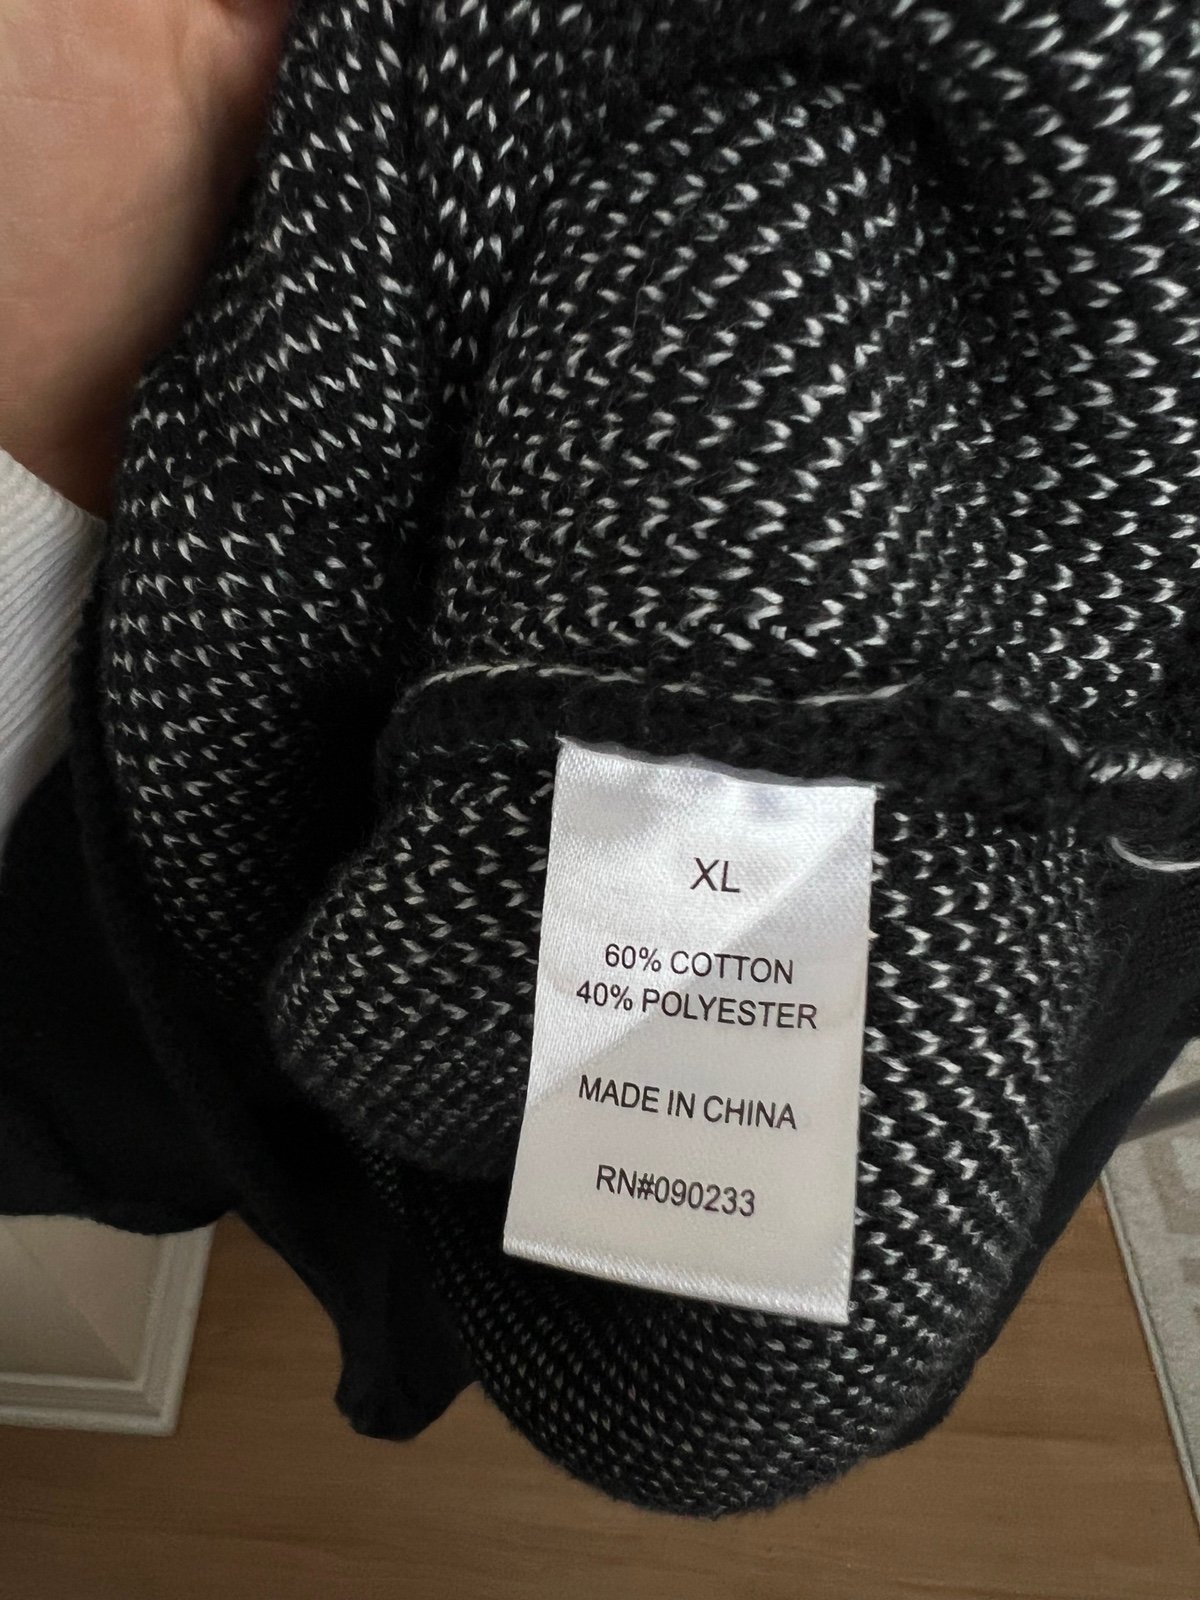 XL
60% COTTON
40% POLYESTER
MADE IN CHINA
RN#090233